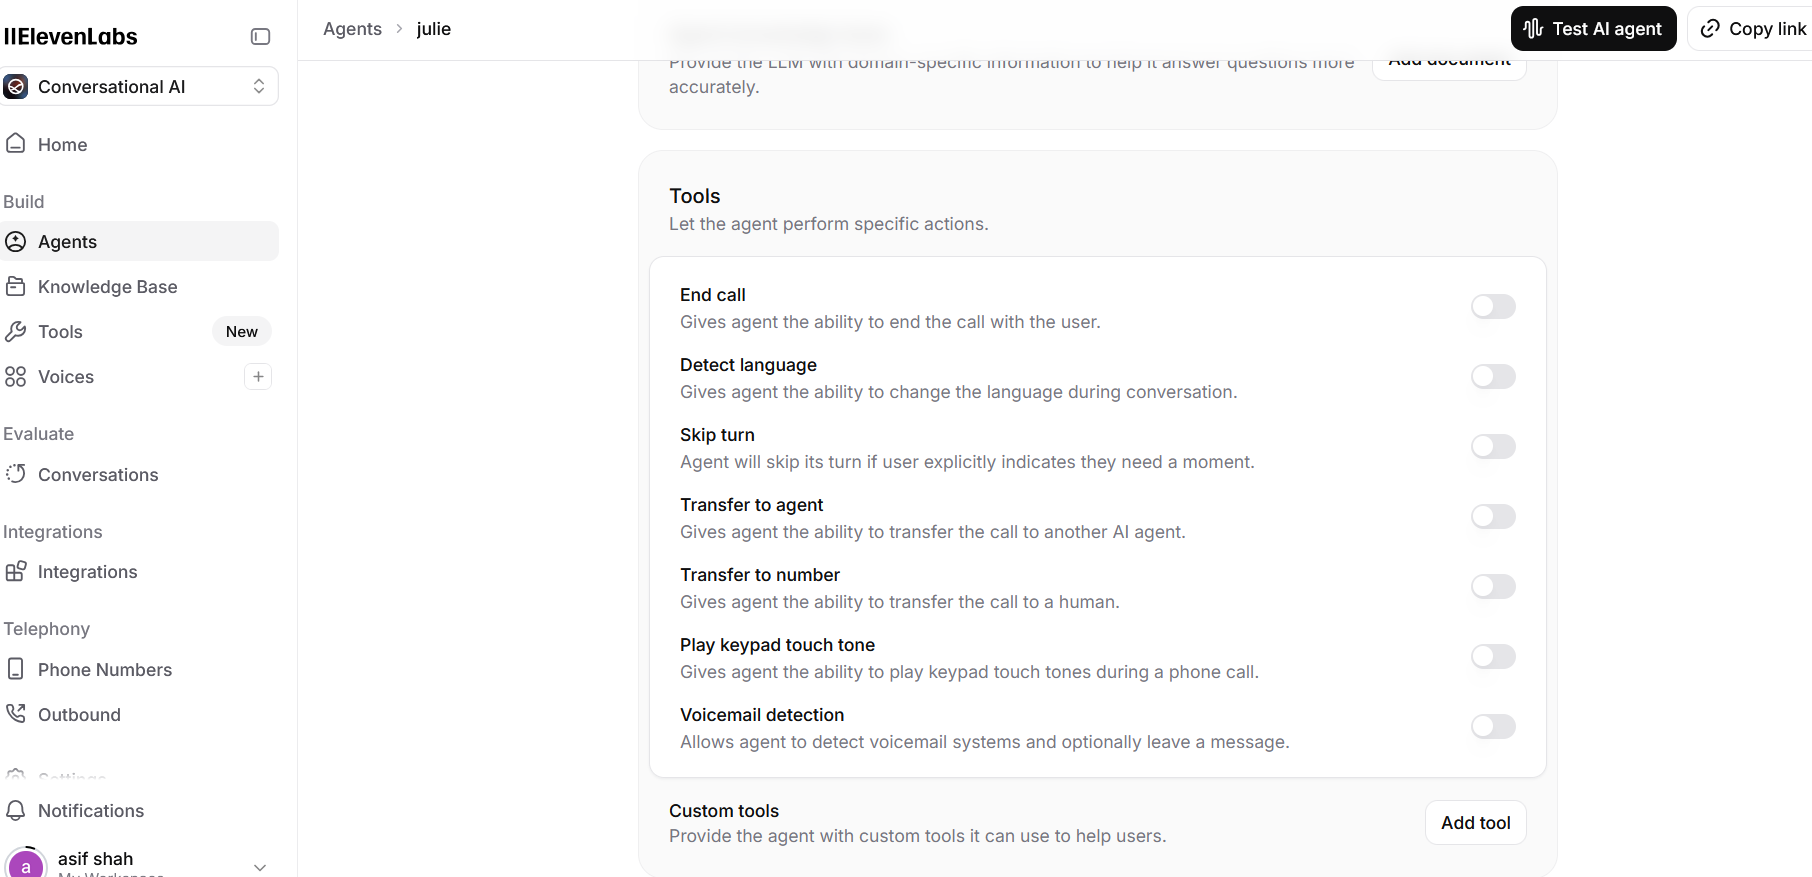 IIElevenLabs
Conversational AI
Home
Build
Agents
Knowledge Base
Tools
New
Voices
Evaluate
Conversations
Integrations
Integrations
Telephony
Phone Numbers
Outbound
Settings
Notifications
a
asif shah
My Workspace
Agents > julie
Test AI agent
Copy link
Provide the LLM with domain-specific information to help it answer questions more
accurately.
Add document
Tools
Let the agent perform specific actions.
End call
Gives agent the ability to end the call with the user.
Detect language
Gives agent the ability to change the language during conversation.
Skip turn
Agent will skip its turn if user explicitly indicates they need a moment.
Transfer to agent
Gives agent the ability to transfer the call to another AI agent.
Transfer to number
Gives agent the ability to transfer the call to a human.
Play keypad touch tone
Gives agent the ability to play keypad touch tones during a phone call.
Voicemail detection
Allows agent to detect voicemail systems and optionally leave a message.
Custom tools
Provide the agent with custom tools it can use to help users.
Add tool